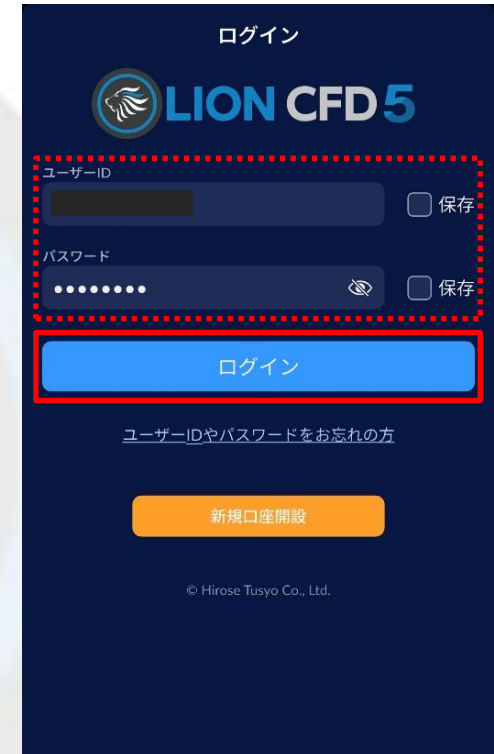 ログイン
LION CFD 5
ユーザーID
保存
パスワード
••••••••
保存
ログイン
ユーザーIDやパスワードをお忘れの方
新規口座開設
© Hirose Tusyo Co., Ltd.